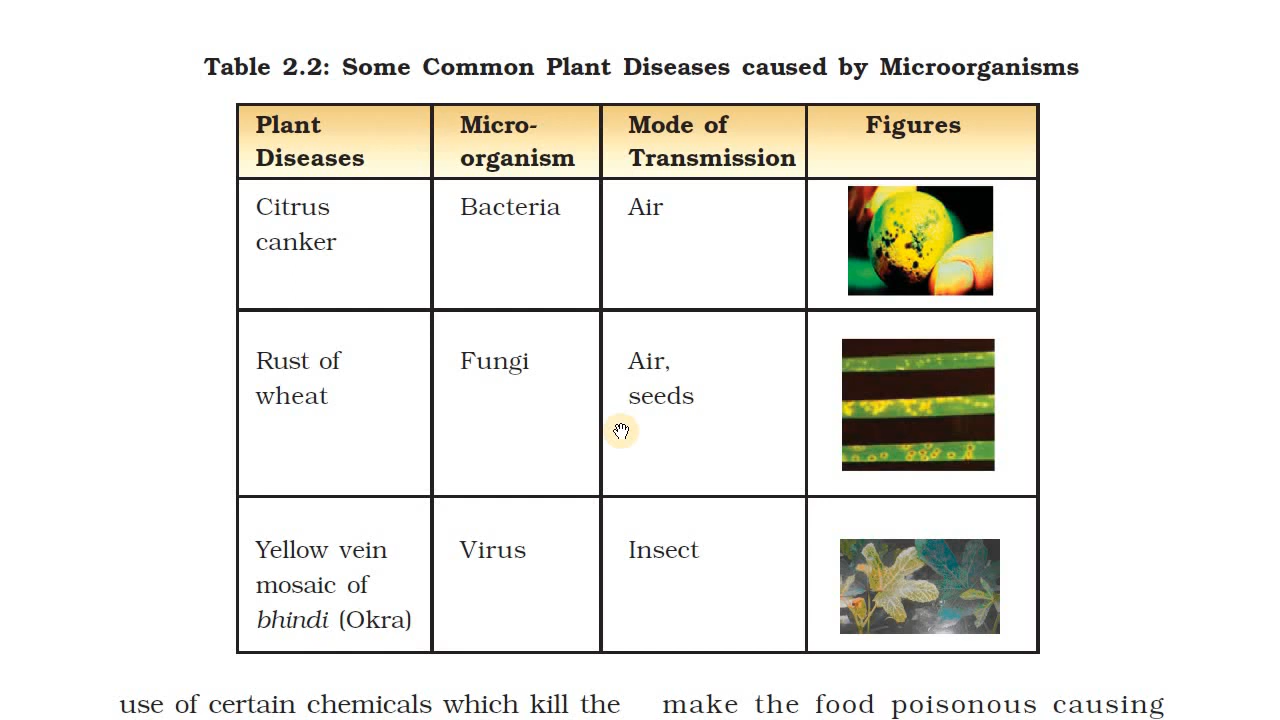 Table 2.2: Some Common Plant Diseases caused by Microorganisms
Plant Diseases | Micro-organism | Mode of Transmission | Figures
Citrus canker | Bacteria | Air
Rust of wheat | Fungi | Air, seeds
Yellow vein mosaic of bhindi (Okra) | Virus | Insect
use of certain chemicals which kill the
make the food poisonous causing